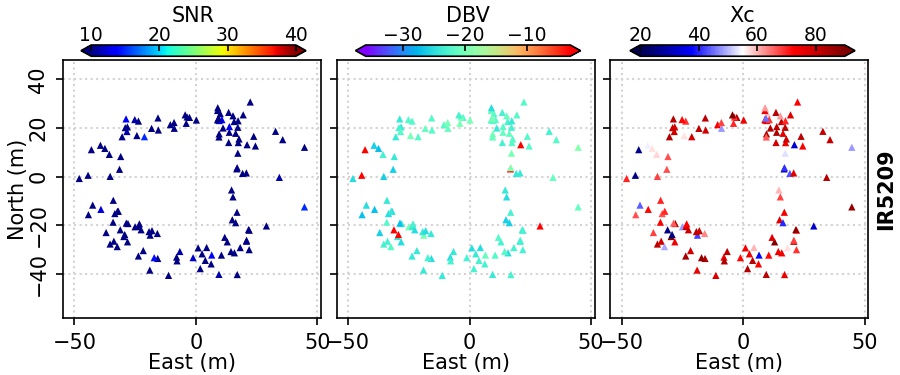 SNR DBV Xc
10 20 30 40 −30 −20 −10 20 40 60 80
40
20
0
−20
−40
North (m)
−50 0 50 −50 0 50 −50 0 50
East (m) East (m) East (m)
IR5209